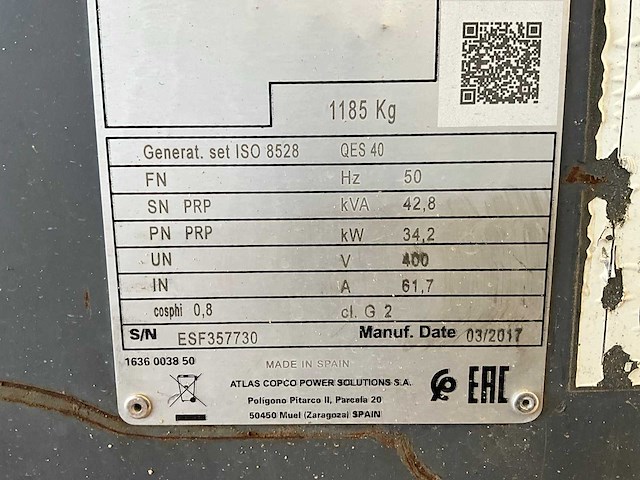 1185 Kg
Generat. set ISO 8528 QES 40
FN Hz 50
SN PRP kVA 42,8
PN PRP kW 34,2
UN V 400
IN A 61,7
cosphi 0,8 cl. G 2
S/N ESF357730 Manuf. Date 03/2017
1636 0038 50
MADE IN SPAIN
ATLAS COPCO POWER SOLUTIONS S.A.
Polígono Pitarco II, Parcela 20
50450 Muel (Zaragoza) SPAIN
EAC